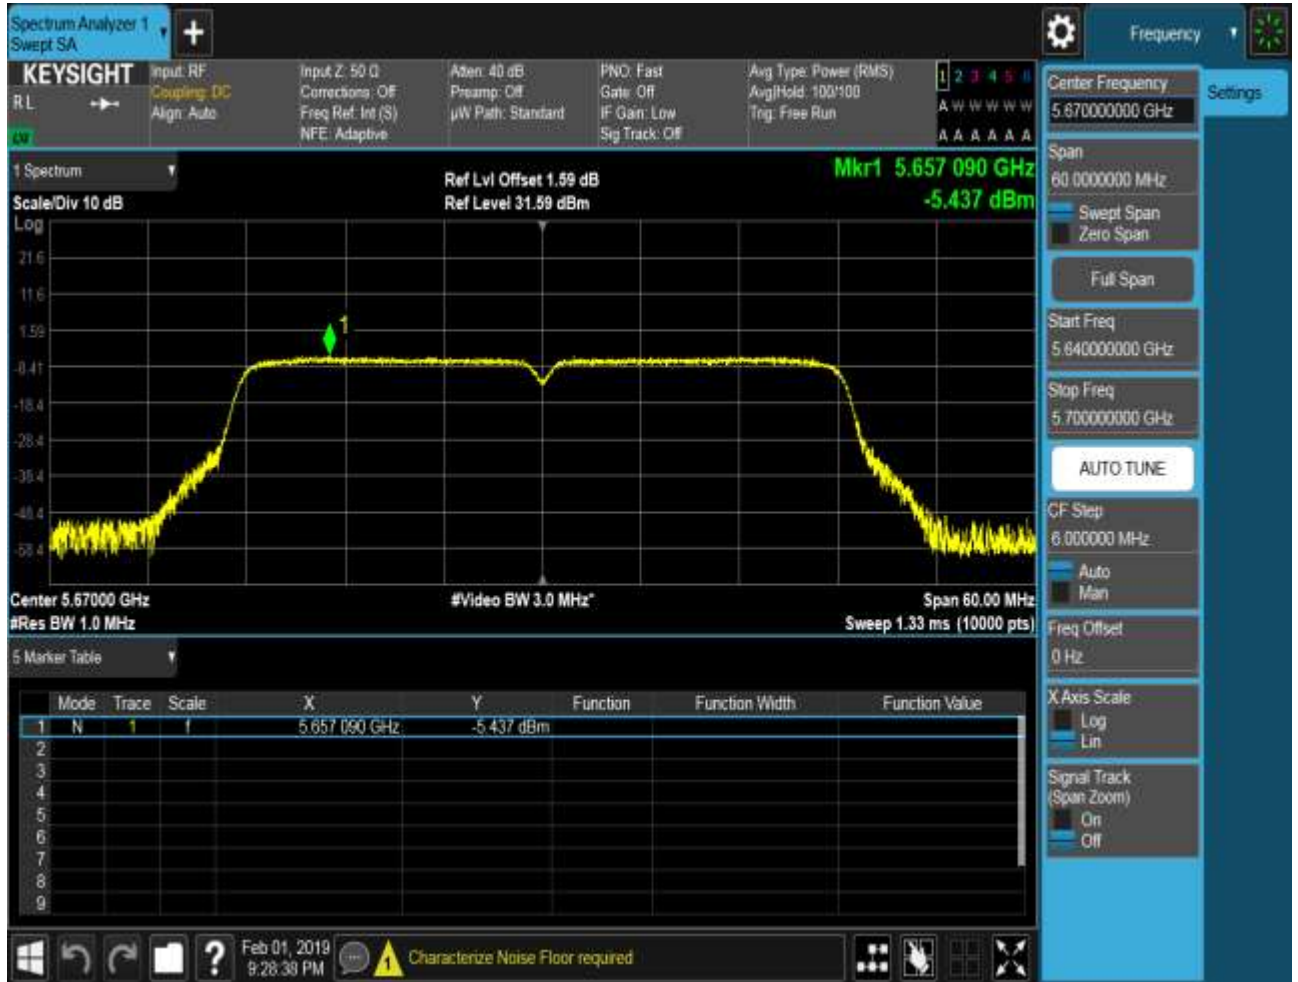 Spectrum Analyzer 1
Swept SA
+
Frequency
KEYSIGHT
RL
Input: RF
Coupling: DC
Align: Auto
Input Z: 50 Ω
Corrections: Off
Freq Ref: Int (S)
NFE: Adaptive
Atten: 40 dB
Preamp: Off
µW Path: Standard
PNO: Fast
Gate: Off
IF Gain: Low
Sig Track: Off
Avg Type: Power (RMS)
Avg|Hold: 100/100
Trig: Free Run
1 2 3 4 5 6
A W W W W W
A A A A A A
1 Spectrum
Scale/Div 10 dB
Log
Ref Lvl Offset 1.59 dB
Ref Level 31.59 dBm
Mkr1 5.657 090 GHz
-5.437 dBm
21.6
11.6
1.59
-8.41
-18.4
-28.4
-38.4
-48.4
-58.4
1
Center 5.67000 GHz
#Res BW 1.0 MHz
#Video BW 3.0 MHz*
Span 60.00 MHz
Sweep 1.33 ms (10000 pts)
5 Marker Table
Mode Trace Scale X Y Function Function Width Function Value
1 N 1 f 5.657 090 GHz -5.437 dBm
2
3
4
5
6
7
8
9
Feb 01, 2019
9:28:38 PM
?
1
Characterize Noise Floor required
Center Frequency
5.670000000 GHz
Settings
Span
60.0000000 MHz
Swept Span
Zero Span
Full Span
Start Freq
5.640000000 GHz
Stop Freq
5.700000000 GHz
AUTO TUNE
CF Step
6.000000 MHz
Auto
Man
Freq Offset
0 Hz
X Axis Scale
Log
Lin
Signal Track
(Span Zoom)
On
Off